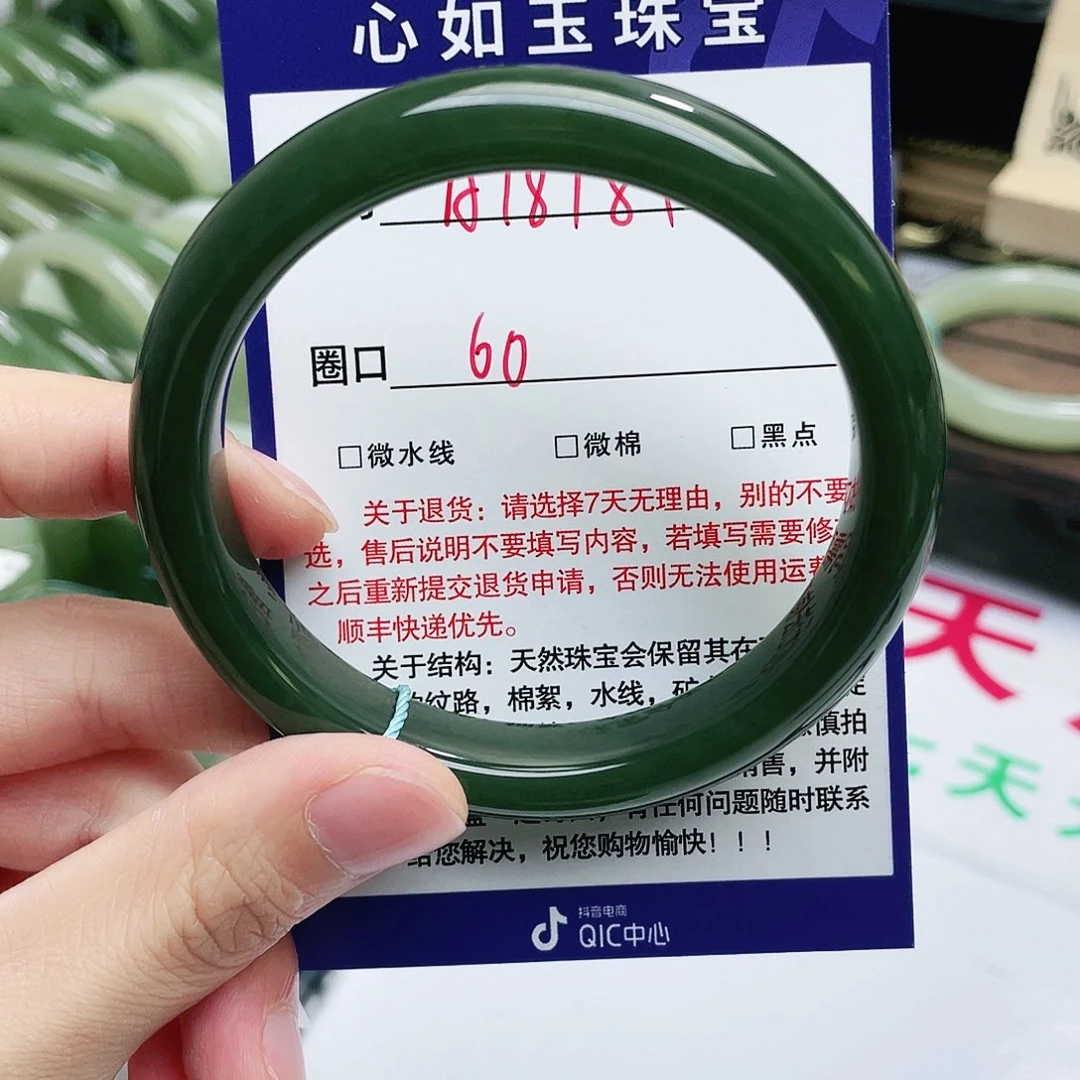 心如玉珠宝
圈口 60
□微水线 □微棉 □黑点
关于退货：请选择7天无理由，别的不要
选，售后说明不要填写内容，若填写需要修
之后重新提交退货申请，否则无法使用运
顺丰快递优先。
关于结构：天然珠宝会保留其在
纹路，棉絮，水线，矿
慎拍
售，并附
有任何问题随时联系
给您解决，祝您购物愉快！！！
抖音电商
QIC中心
天
天